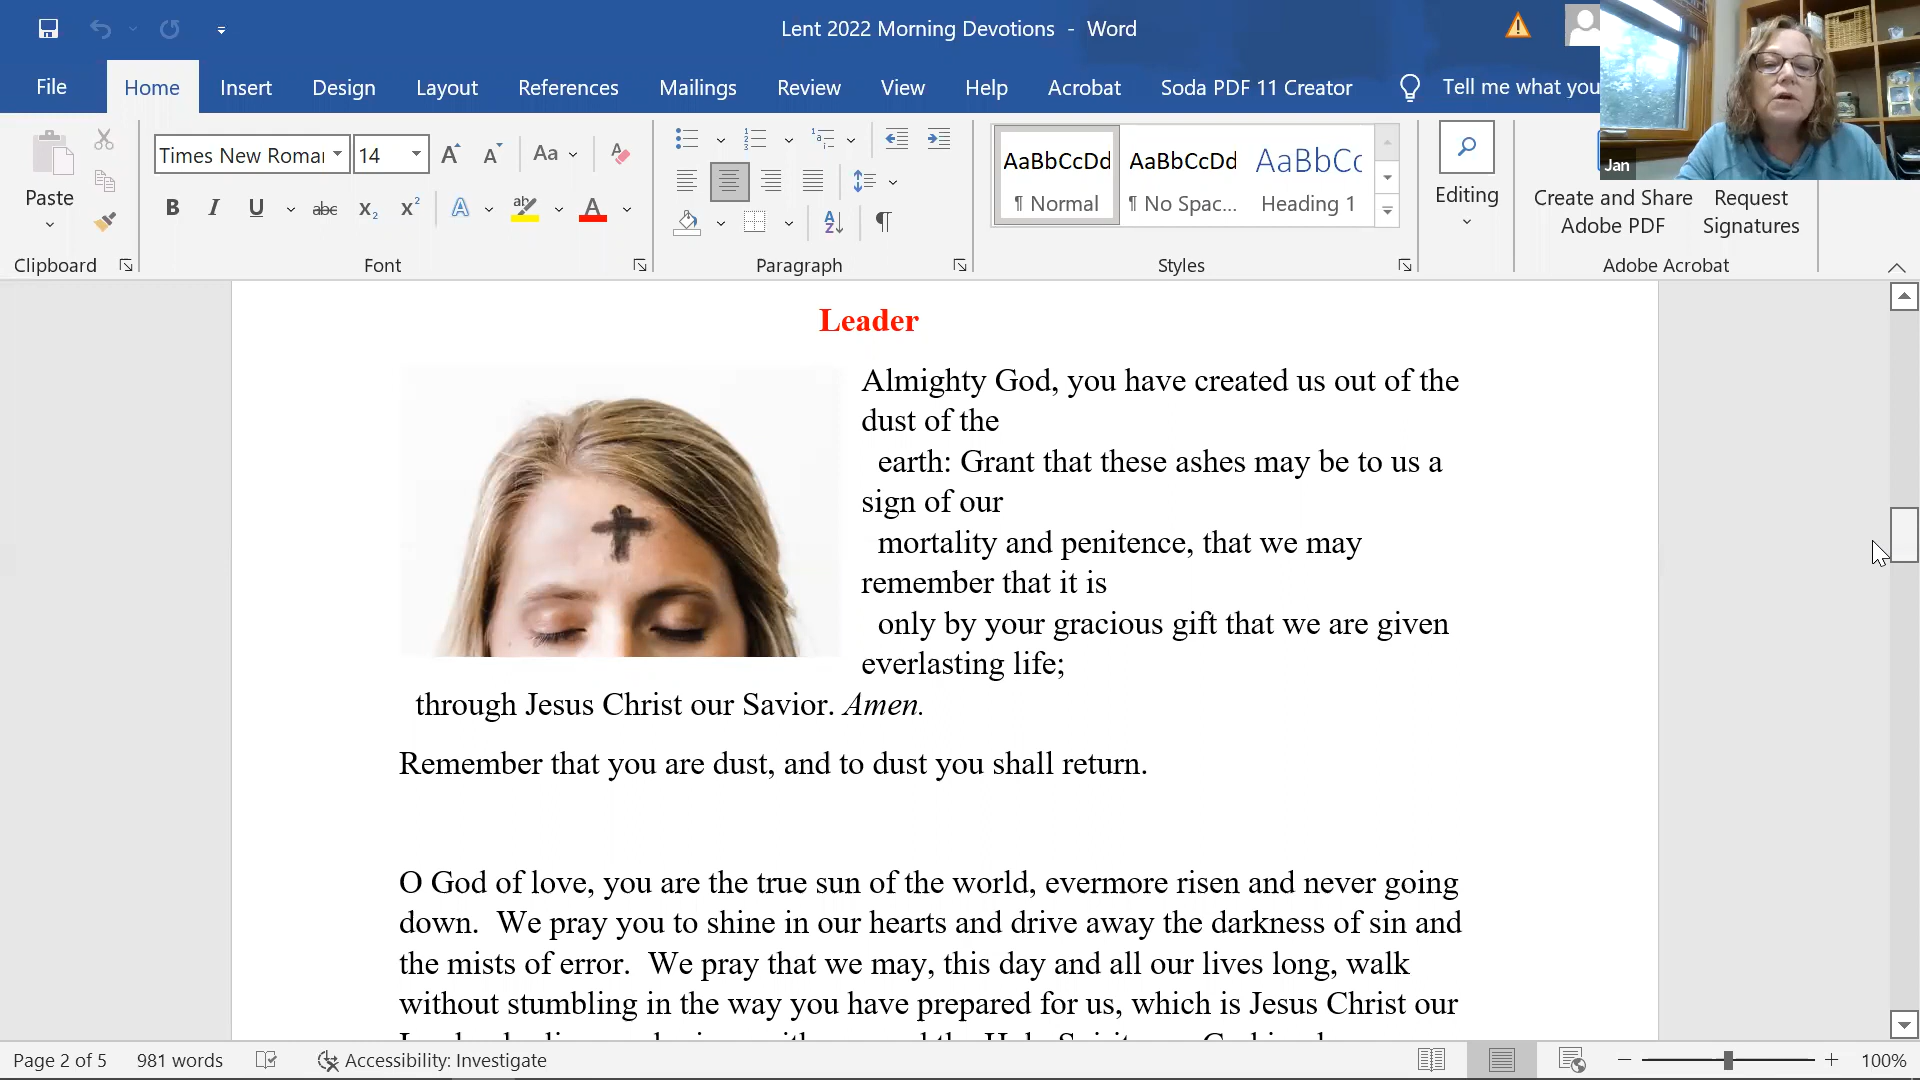 Lent 2022 Morning Devotions - Word
File Home Insert Design Layout References Mailings Review View Help Acrobat Soda PDF 11 Creator Tell me what you
Jan
Paste
Clipboard
Times New Roman 14
Aa
B I U abc X₂ X² A ab A
Font
Paragraph
AaBbCcDd AaBbCcDd AaBbCc
¶ Normal ¶ No Spac... Heading 1
Styles
Editing
Create and Share
Adobe PDF
Request
Signatures
Adobe Acrobat
Leader
Almighty God, you have created us out of the
dust of the
earth: Grant that these ashes may be to us a
sign of our
mortality and penitence, that we may
remember that it is
only by your gracious gift that we are given
everlasting life;
through Jesus Christ our Savior. Amen.
Remember that you are dust, and to dust you shall return.
O God of love, you are the true sun of the world, evermore risen and never going
down. We pray you to shine in our hearts and drive away the darkness of sin and
the mists of error. We pray that we may, this day and all our lives long, walk
without stumbling in the way you have prepared for us, which is Jesus Christ our
Page 2 of 5 981 words Accessibility: Investigate 100%